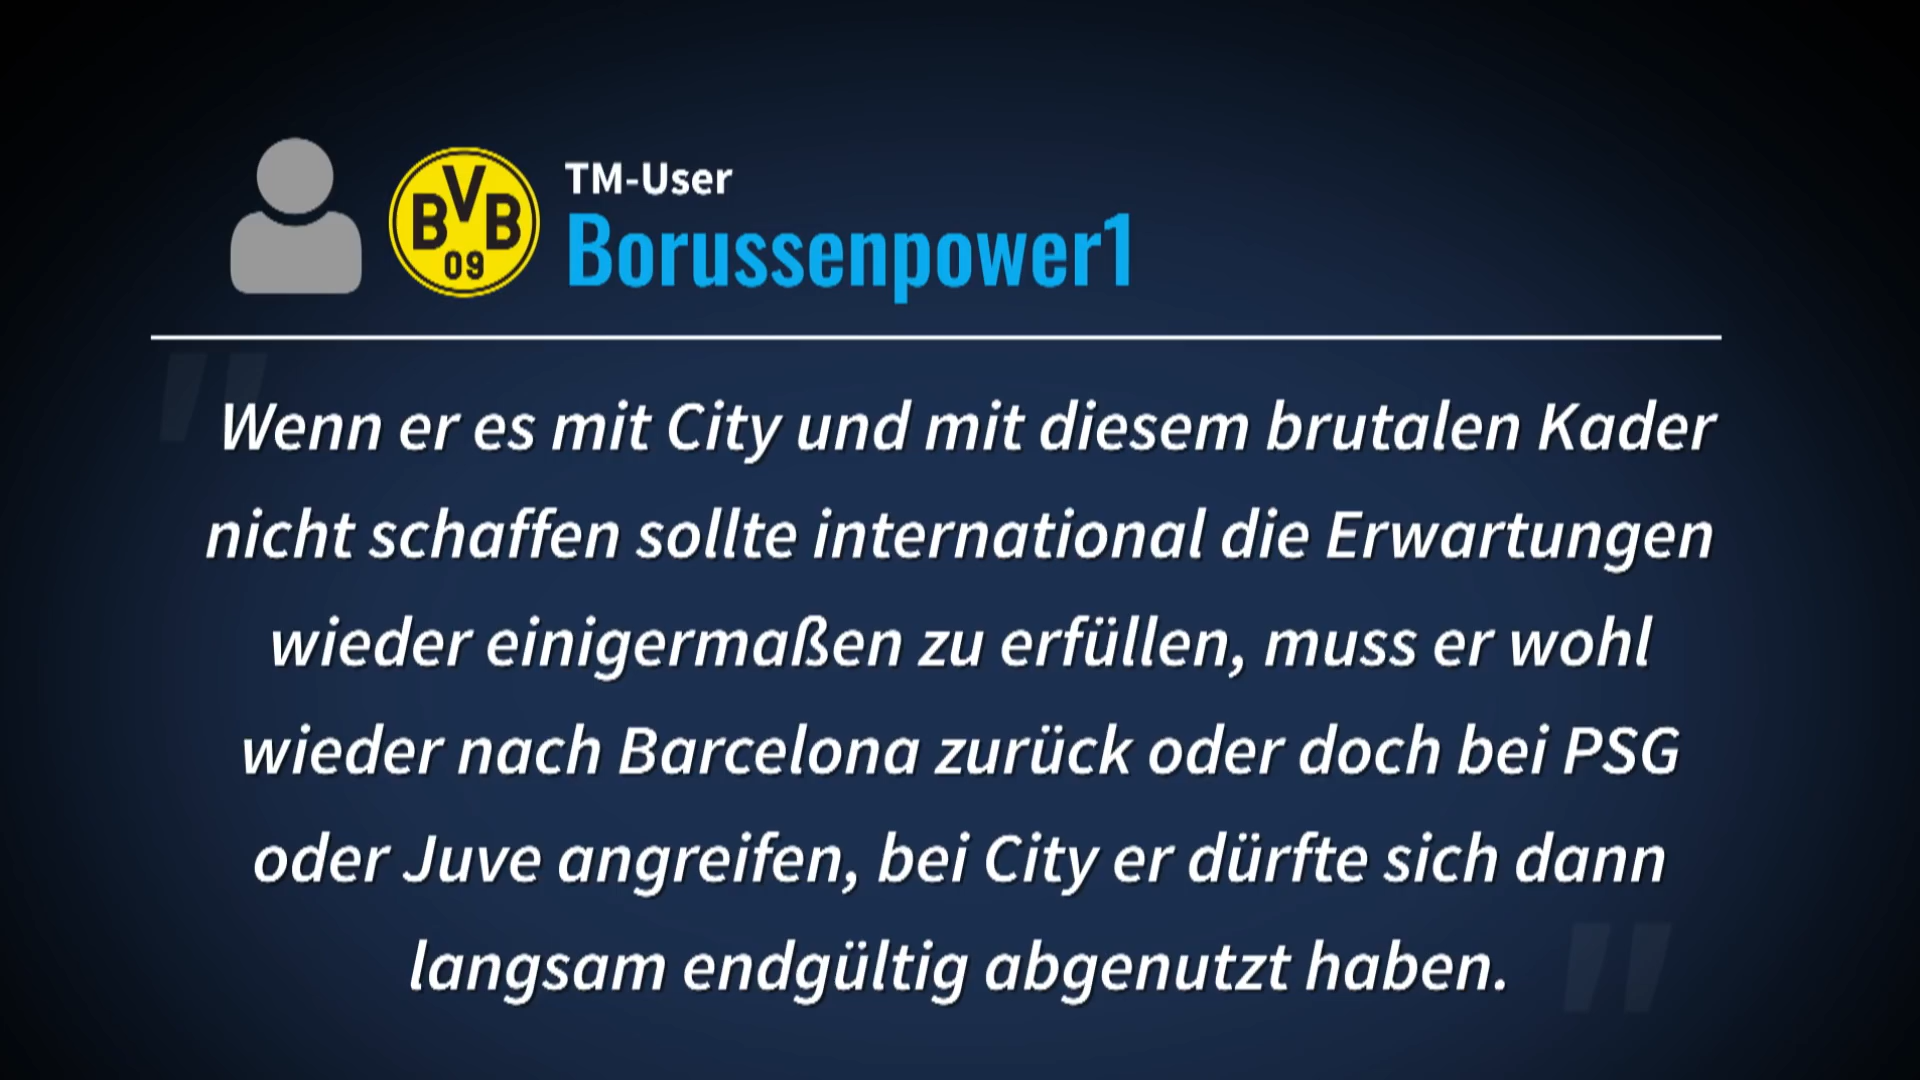 BVB
09
TM-User
Borussenpower1
"Wenn er es mit City und mit diesem brutalen Kader
nicht schaffen sollte international die Erwartungen
wieder einigermaßen zu erfüllen, muss er wohl
wieder nach Barcelona zurück oder doch bei PSG
oder Juve angreifen, bei City er dürfte sich dann
langsam endgültig abgenutzt haben."